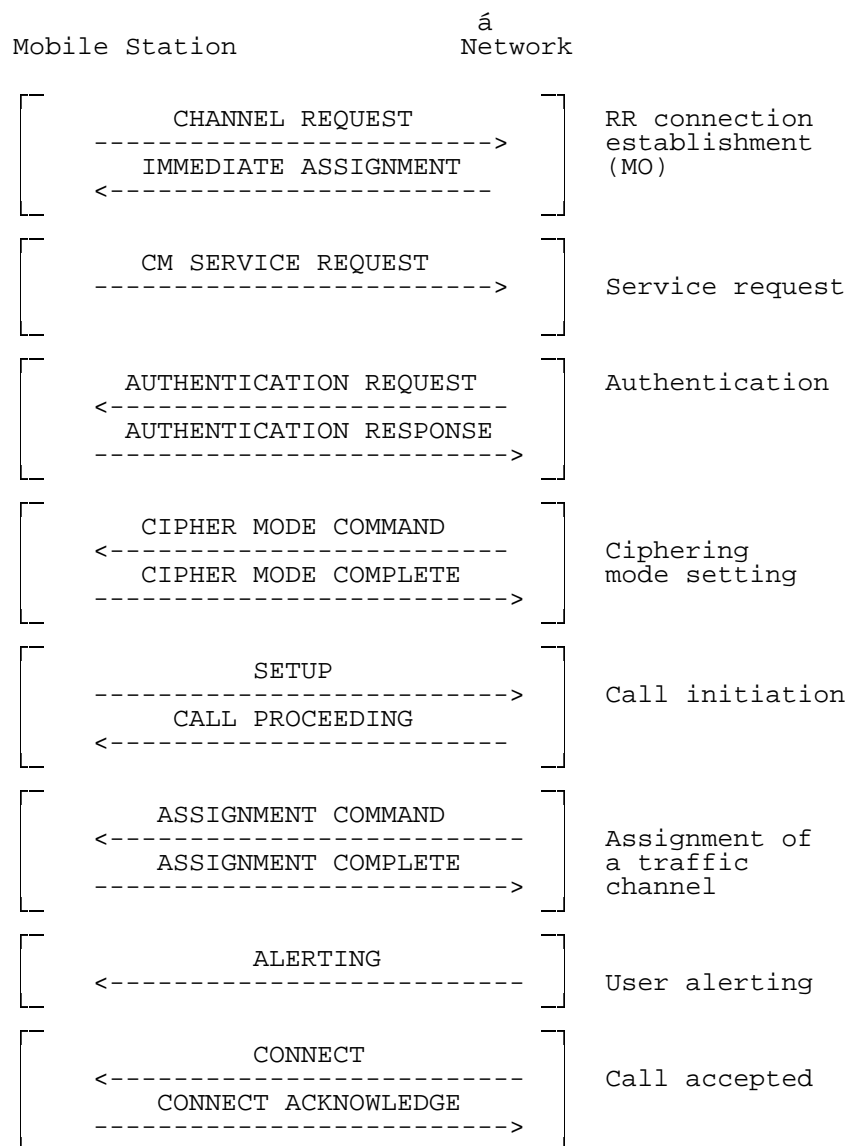 á
Mobile Station Network
CHANNEL REQUEST RR connection
-------------------------> establishment
IMMEDIATE ASSIGNMENT (MO)
<------------------------
CM SERVICE REQUEST
-------------------------> Service request
AUTHENTICATION REQUEST Authentication
<-------------------------
AUTHENTICATION RESPONSE
-------------------------->
CIPHER MODE COMMAND
<------------------------- Ciphering
CIPHER MODE COMPLETE mode setting
-------------------------->
SETUP
--------------------------> Call initiation
CALL PROCEEDING
<-------------------------
ASSIGNMENT COMMAND
<-------------------------- Assignment of
ASSIGNMENT COMPLETE a traffic
--------------------------> channel
ALERTING
<-------------------------- User alerting
CONNECT
<-------------------------- Call accepted
CONNECT ACKNOWLEDGE
-------------------------->